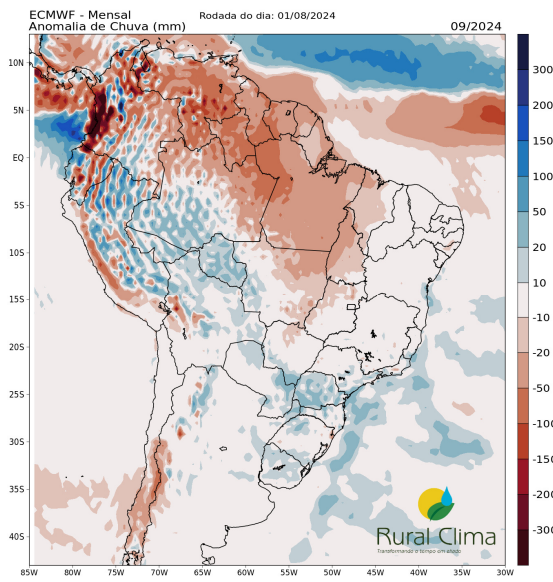 ECMWF - Mensal
Rodada do dia: 01/08/2024
Anomalia de Chuva (mm)
09/2024
10N
5N
EQ
5S
10S
15S
20S
25S
30S
35S
40S
85W 80W 75W 70W 65W 60W 55W 50W 45W 40W 35W 30W
300
200
150
100
50
20
10
-10
-20
-50
-100
-150
-200
-300
Rural Clima
Transformando o tempo em aliado